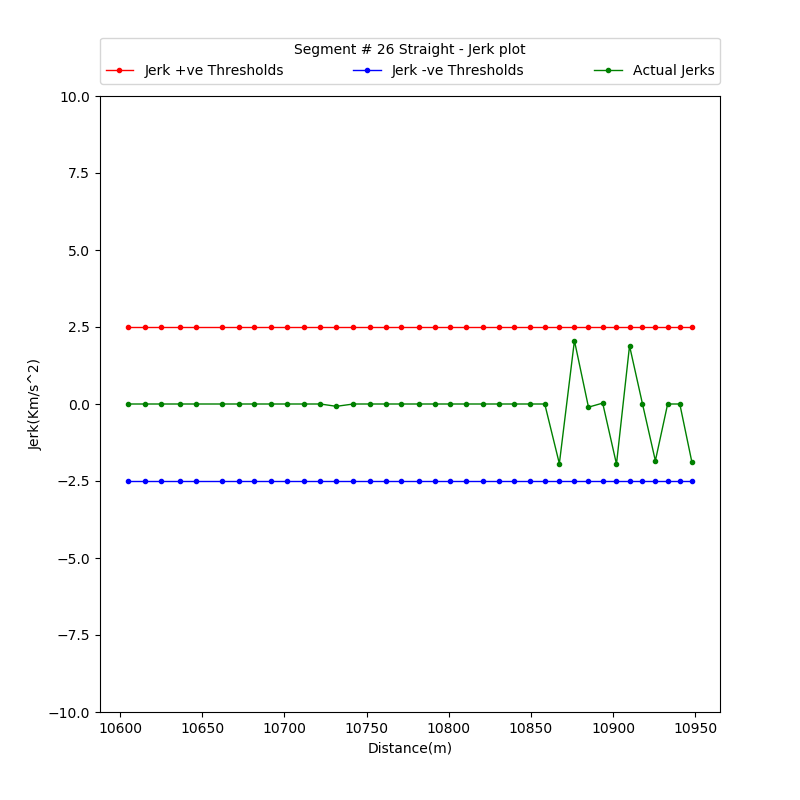 Segment # 26 Straight - Jerk plot
Jerk +ve Thresholds Jerk -ve Thresholds Actual Jerks
10.0
7.5
5.0
2.5
0.0
−2.5
−5.0
−7.5
−10.0
Jerk(Km/s^2)
10600 10650 10700 10750 10800 10850 10900 10950
Distance(m)